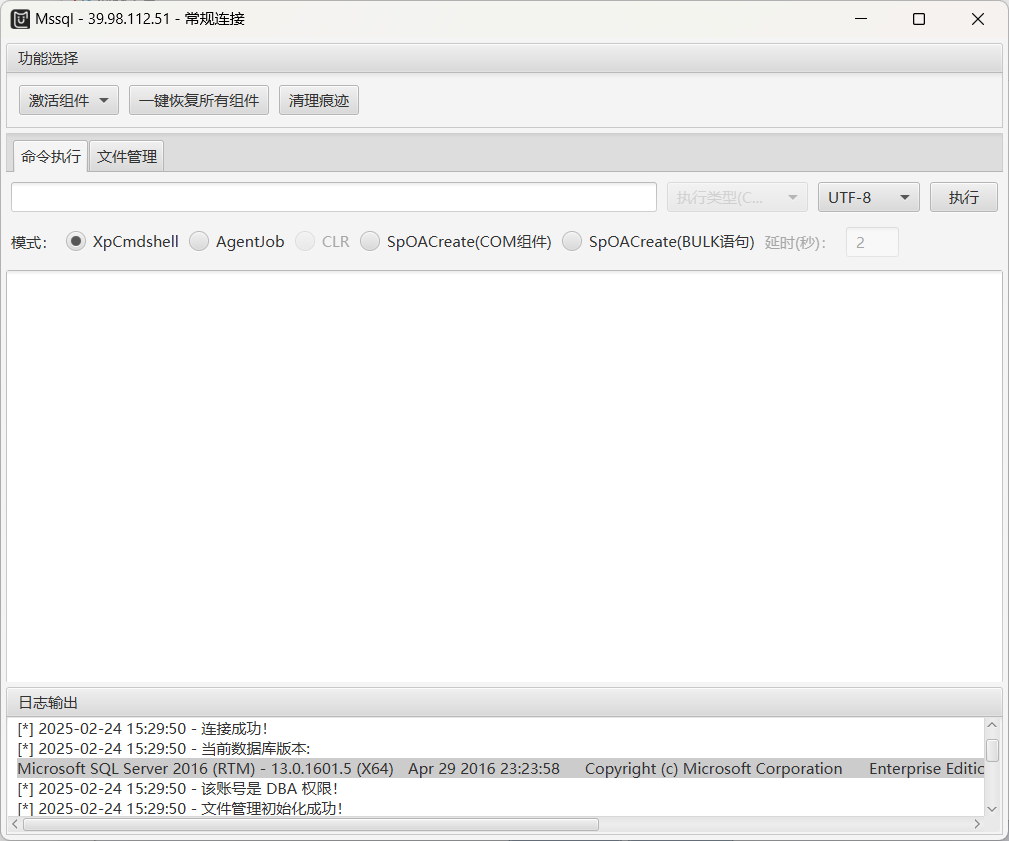 Mssql - 39.98.112.51 - 常规连接
功能选择
激活组件 一键恢复所有组件 清理痕迹
命令执行 文件管理
执行类型(C... UTF-8 执行
模式： XpCmdshell AgentJob CLR SpOACreate(COM组件) SpOACreate(BULK语句) 延时(秒)： 2
日志输出
[*] 2025-02-24 15:29:50 - 连接成功！
[*] 2025-02-24 15:29:50 - 当前数据库版本:
Microsoft SQL Server 2016 (RTM) - 13.0.1601.5 (X64) Apr 29 2016 23:23:58 Copyright (c) Microsoft Corporation Enterprise Editic
[*] 2025-02-24 15:29:50 - 该账号是 DBA 权限！
[*] 2025-02-24 15:29:50 - 文件管理初始化成功！